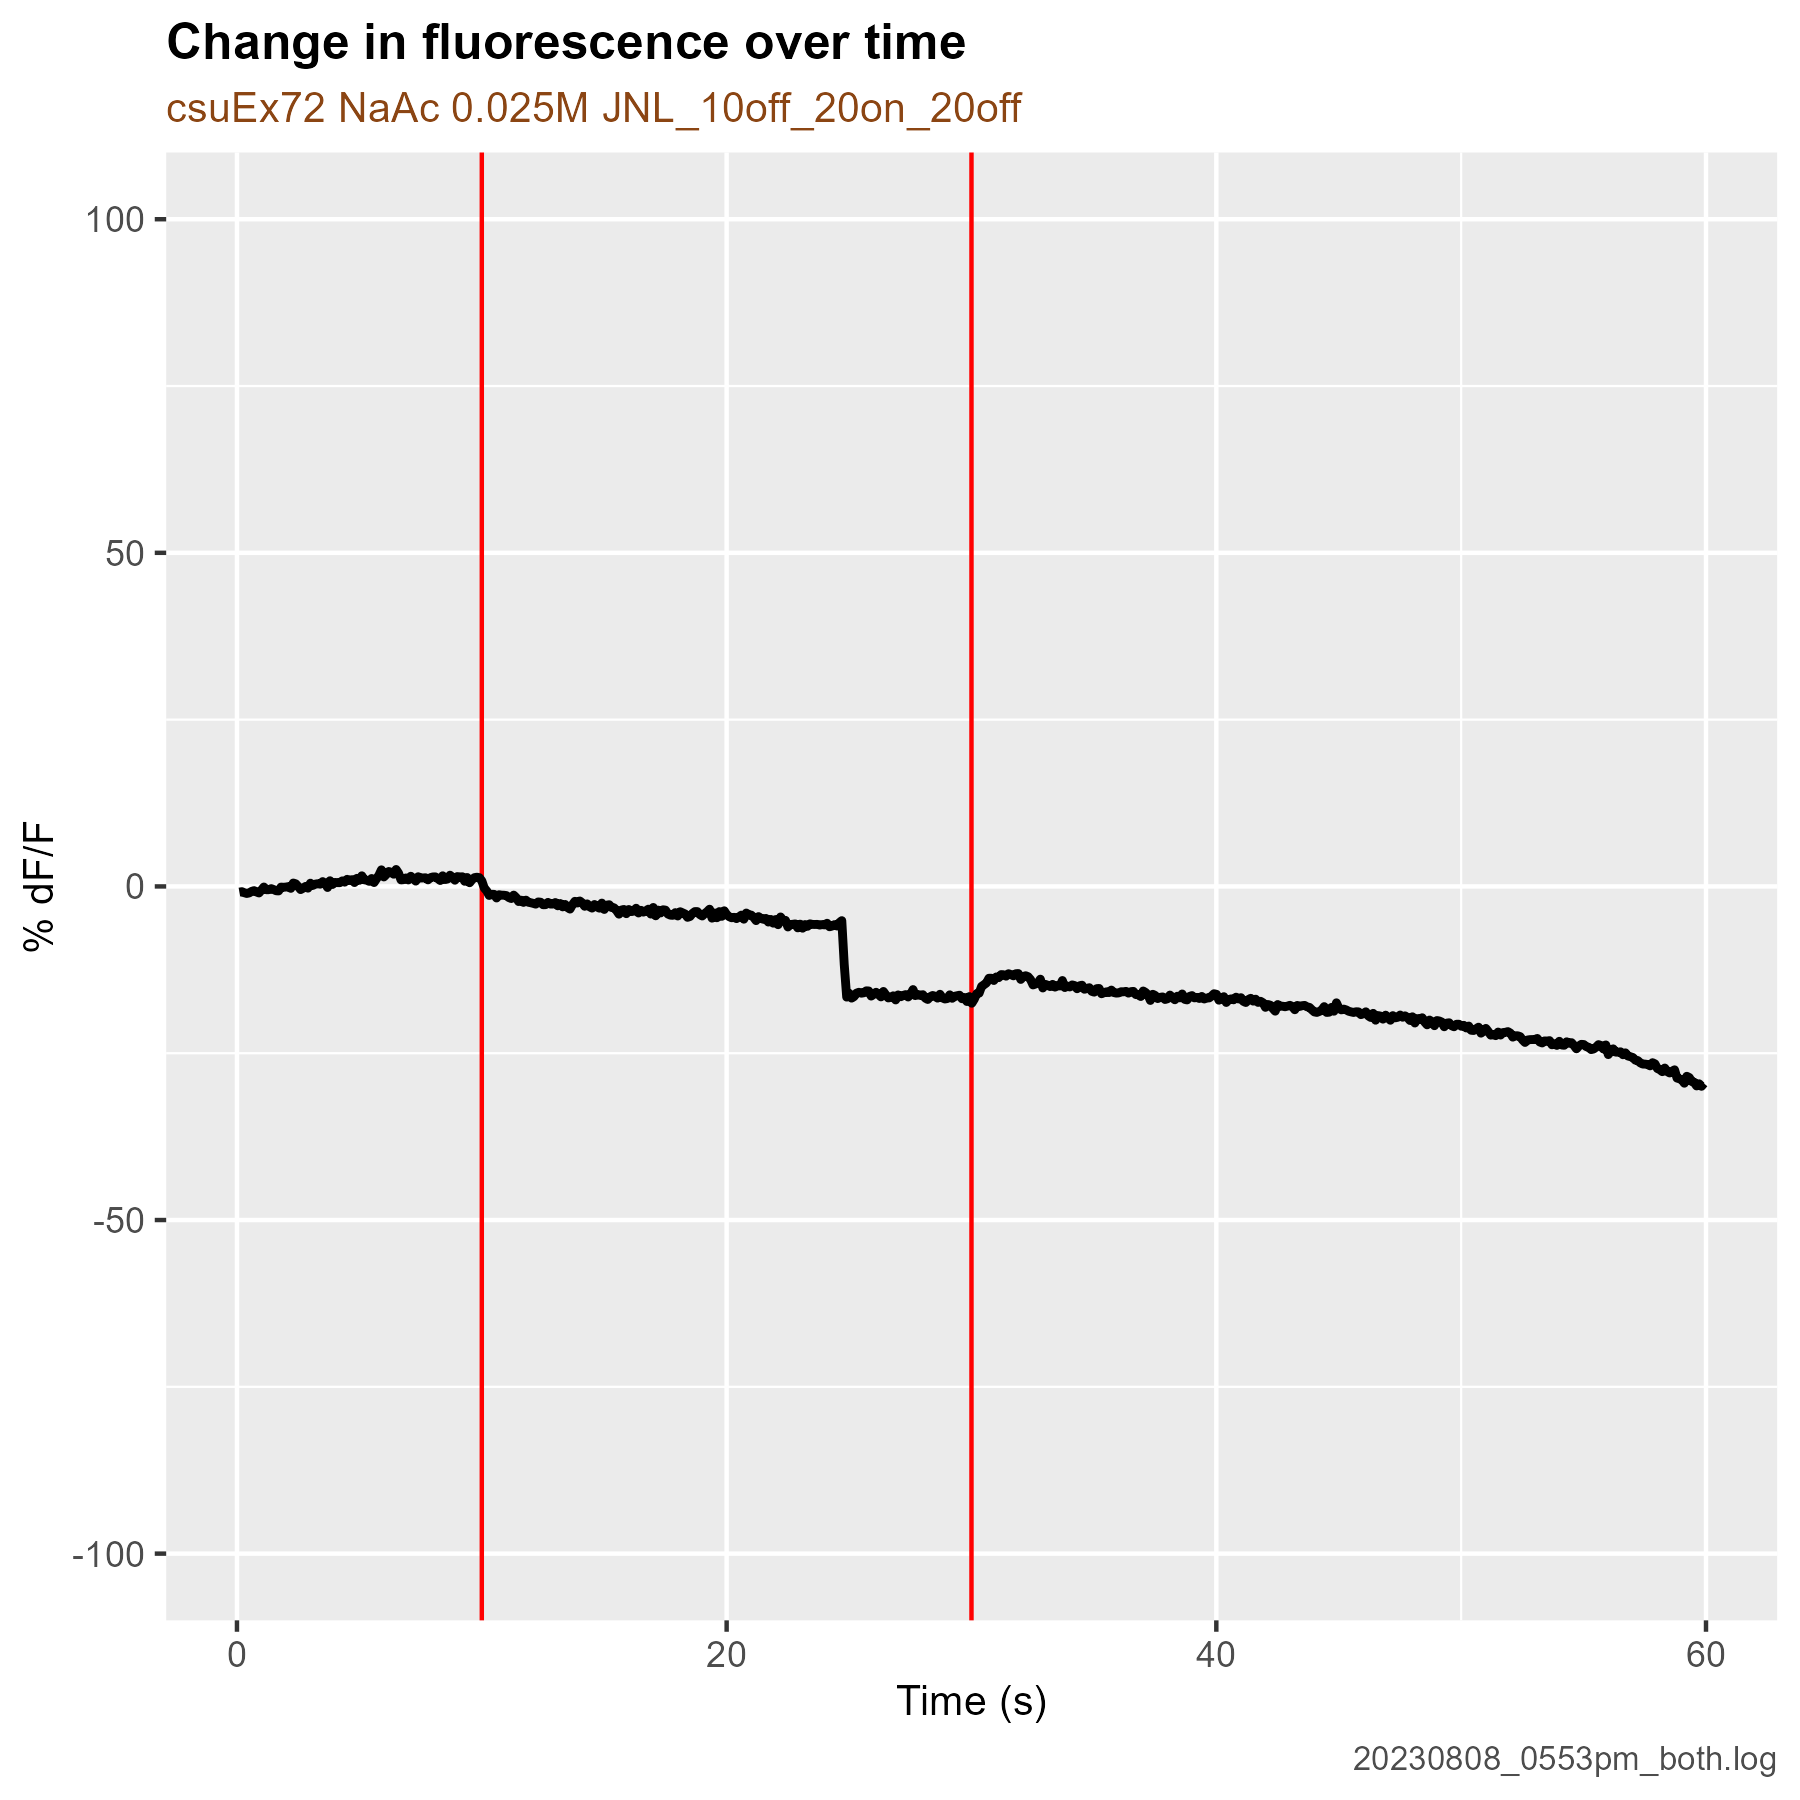 Change in fluorescence over time
csuEx72 NaAc 0.025M JNL_10off_20on_20off
100
50
0
-50
-100
% dF/F
0 20 40 60
Time (s)
20230808_0553pm_both.log